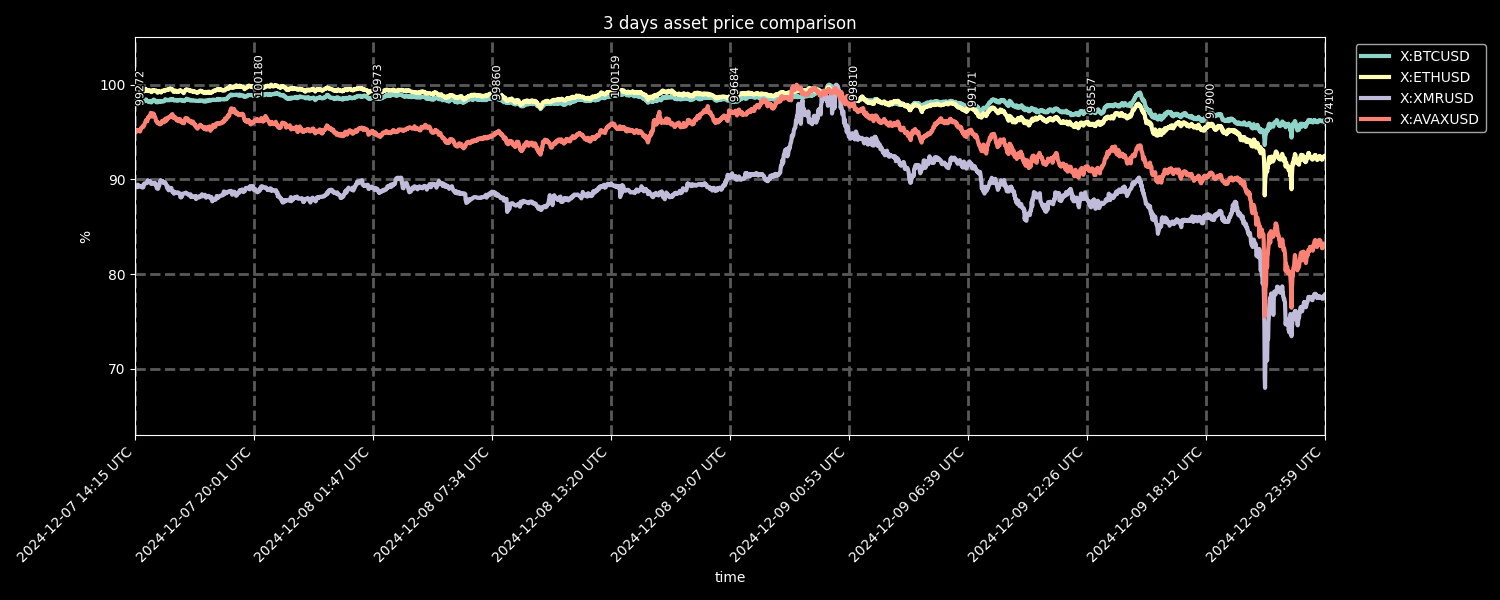 3 days asset price comparison
X:BTCUSD
X:ETHUSD
X:XMRUSD
X:AVAXUSD
100
90
80
70
%
99272
100180
99973
99860
100159
99684
99810
99171
98557
97900
97410
2024-12-07 14:15 UTC
2024-12-07 20:01 UTC
2024-12-08 01:47 UTC
2024-12-08 07:34 UTC
2024-12-08 13:20 UTC
2024-12-08 19:07 UTC
2024-12-09 00:53 UTC
2024-12-09 06:39 UTC
2024-12-09 12:26 UTC
2024-12-09 18:12 UTC
2024-12-09 23:59 UTC
time